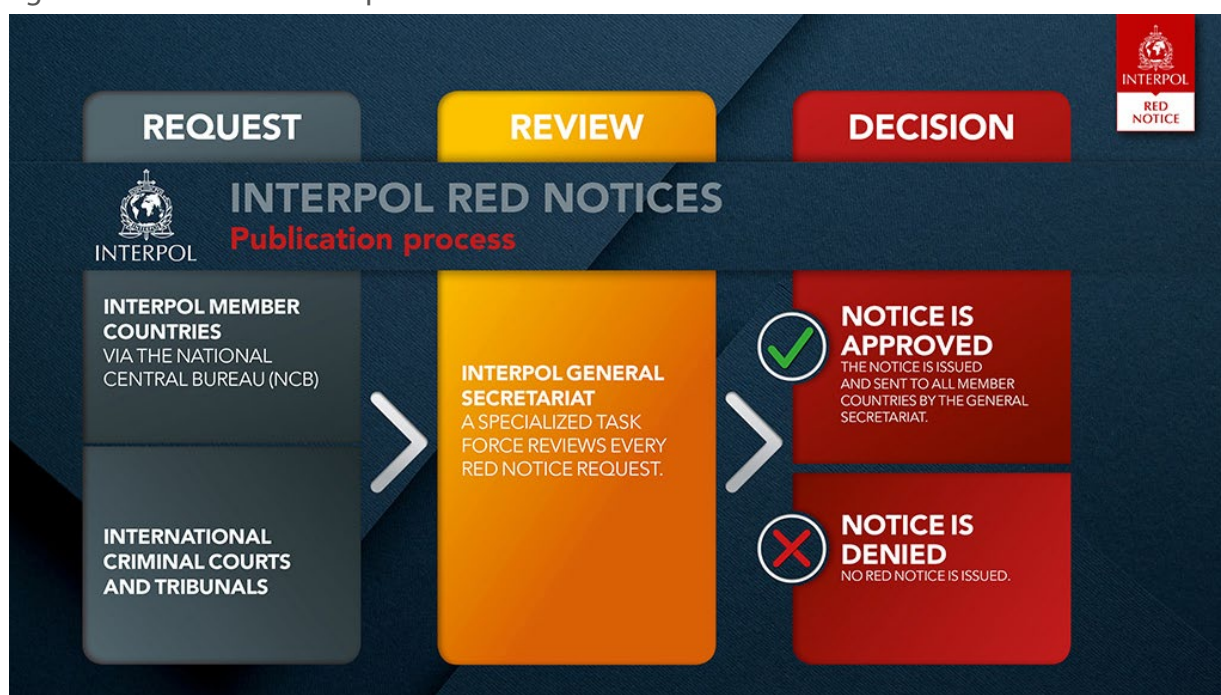 INTERPOL
RED
NOTICE
REQUEST
REVIEW
DECISION
INTERPOL
INTERPOL RED NOTICES
Publication process
INTERPOL MEMBER
COUNTRIES
VIA THE NATIONAL
CENTRAL BUREAU (NCB)
INTERNATIONAL
CRIMINAL COURTS
AND TRIBUNALS
INTERPOL GENERAL
SECRETARIAT
A SPECIALIZED TASK
FORCE REVIEWS EVERY
RED NOTICE REQUEST.
NOTICE IS
APPROVED
THE NOTICE IS ISSUED
AND SENT TO ALL MEMBER
COUNTRIES BY THE GENERAL
SECRETARIAT.
NOTICE IS
DENIED
NO RED NOTICE IS ISSUED.